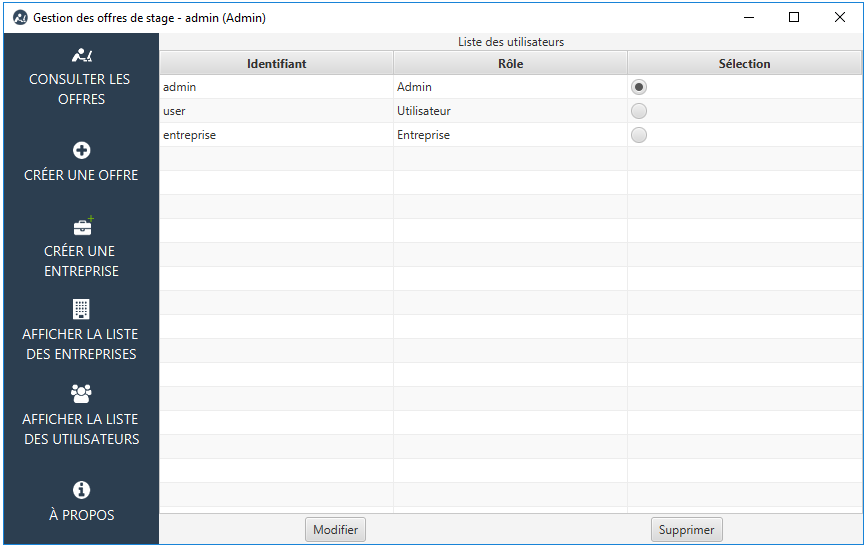 Gestion des offres de stage - admin (Admin)
CONSULTER LES
OFFRES
CRÉER UNE OFFRE
CRÉER UNE
ENTREPRISE
AFFICHER LA LISTE
DES ENTREPRISES
AFFICHER LA LISTE
DES UTILISATEURS
À PROPOS
Liste des utilisateurs
Identifiant Rôle Sélection
admin Admin
user Utilisateur
entreprise Entreprise
Modifier Supprimer